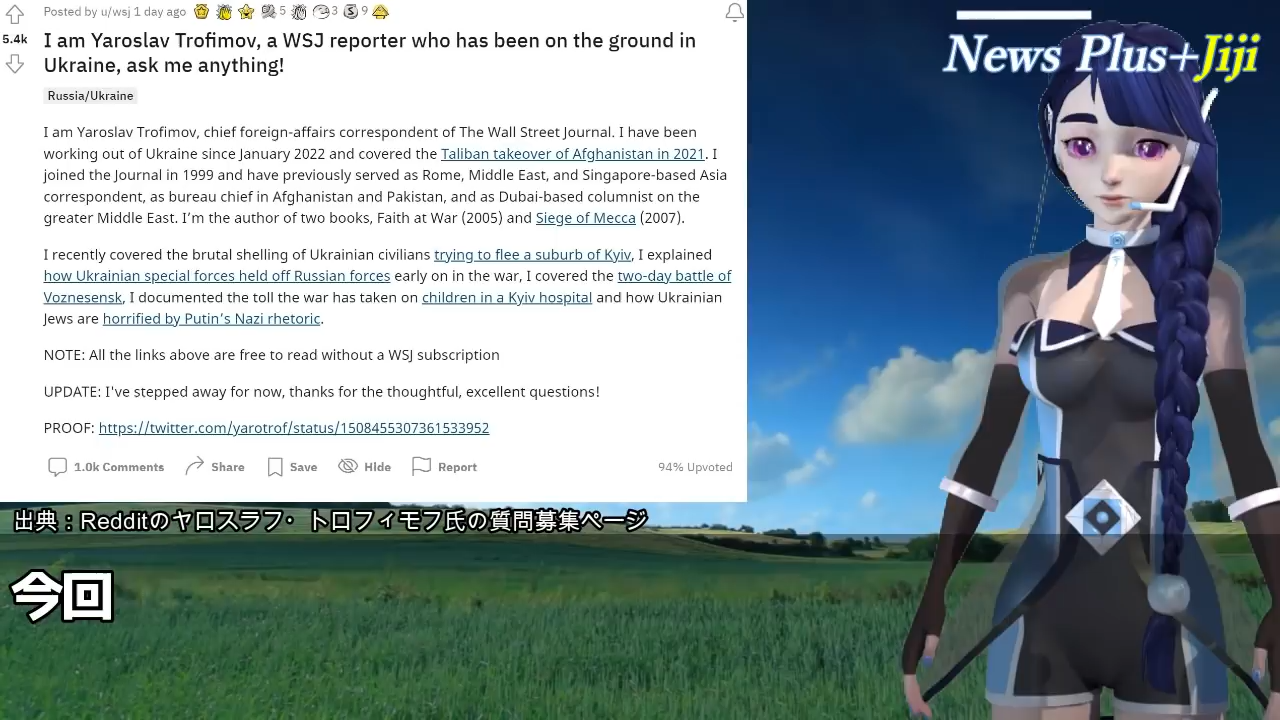 Posted by u/wsj 1 day ago 5 3 9
5.4k
I am Yaroslav Trofimov, a WSJ reporter who has been on the ground in
Ukraine, ask me anything!
Russia/Ukraine
I am Yaroslav Trofimov, chief foreign-affairs correspondent of The Wall Street Journal. I have been
working out of Ukraine since January 2022 and covered the Taliban takeover of Afghanistan in 2021. I
joined the Journal in 1999 and have previously served as Rome, Middle East, and Singapore-based Asia
correspondent, as bureau chief in Afghanistan and Pakistan, and as Dubai-based columnist on the
greater Middle East. I'm the author of two books, Faith at War (2005) and Siege of Mecca (2007).
I recently covered the brutal shelling of Ukrainian civilians trying to flee a suburb of Kyiv, I explained
how Ukrainian special forces held off Russian forces early on in the war, I covered the two-day battle of
Voznesensk, I documented the toll the war has taken on children in a Kyiv hospital and how Ukrainian
Jews are horrified by Putin's Nazi rhetoric.
NOTE: All the links above are free to read without a WSJ subscription
UPDATE: I've stepped away for now, thanks for the thoughtful, excellent questions!
PROOF: https://twitter.com/yarotrof/status/1508455307361533952
1.0k Comments Share Save Hide Report 94% Upvoted
News Plus+Jiji
出典：Redditのヤロスラフ・トロフィモフ氏の質問募集ページ
今回